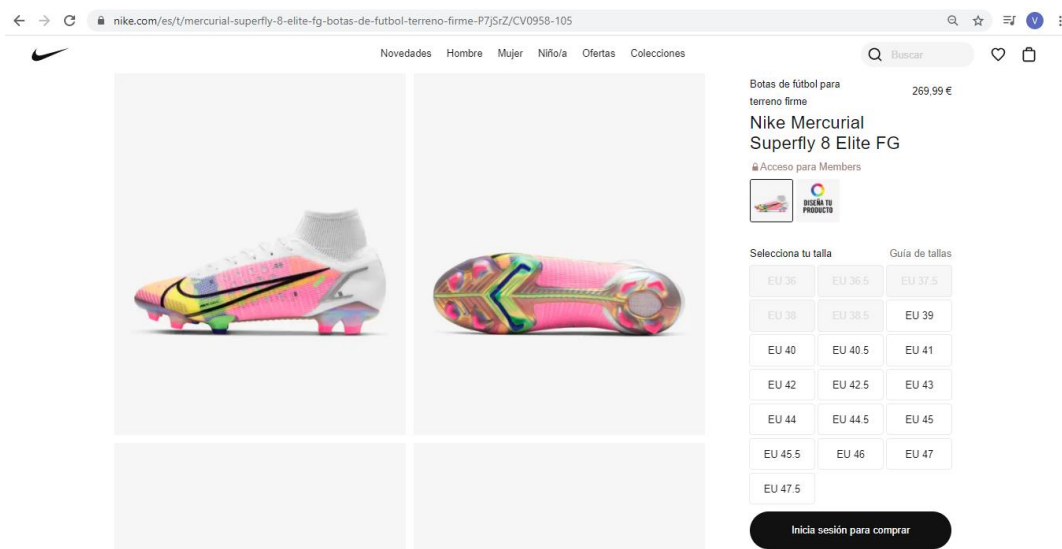 nike.com/es/t/mercurial-superfly-8-elite-fg-botas-de-futbol-terreno-firme-P7jSrZ/CV0958-105
V
Novedades Hombre Mujer Niño/a Ofertas Colecciones
Buscar
Botas de fútbol para
terreno firme
269,99 €
Nike Mercurial
Superfly 8 Elite FG
Acceso para Members
DISEÑA TU
PRODUCTO
Selecciona tu talla Guía de tallas
EU 36 EU 36.5 EU 37.5
EU 38 EU 38.5 EU 39
EU 40 EU 40.5 EU 41
EU 42 EU 42.5 EU 43
EU 44 EU 44.5 EU 45
EU 45.5 EU 46 EU 47
EU 47.5
Inicia sesión para comprar